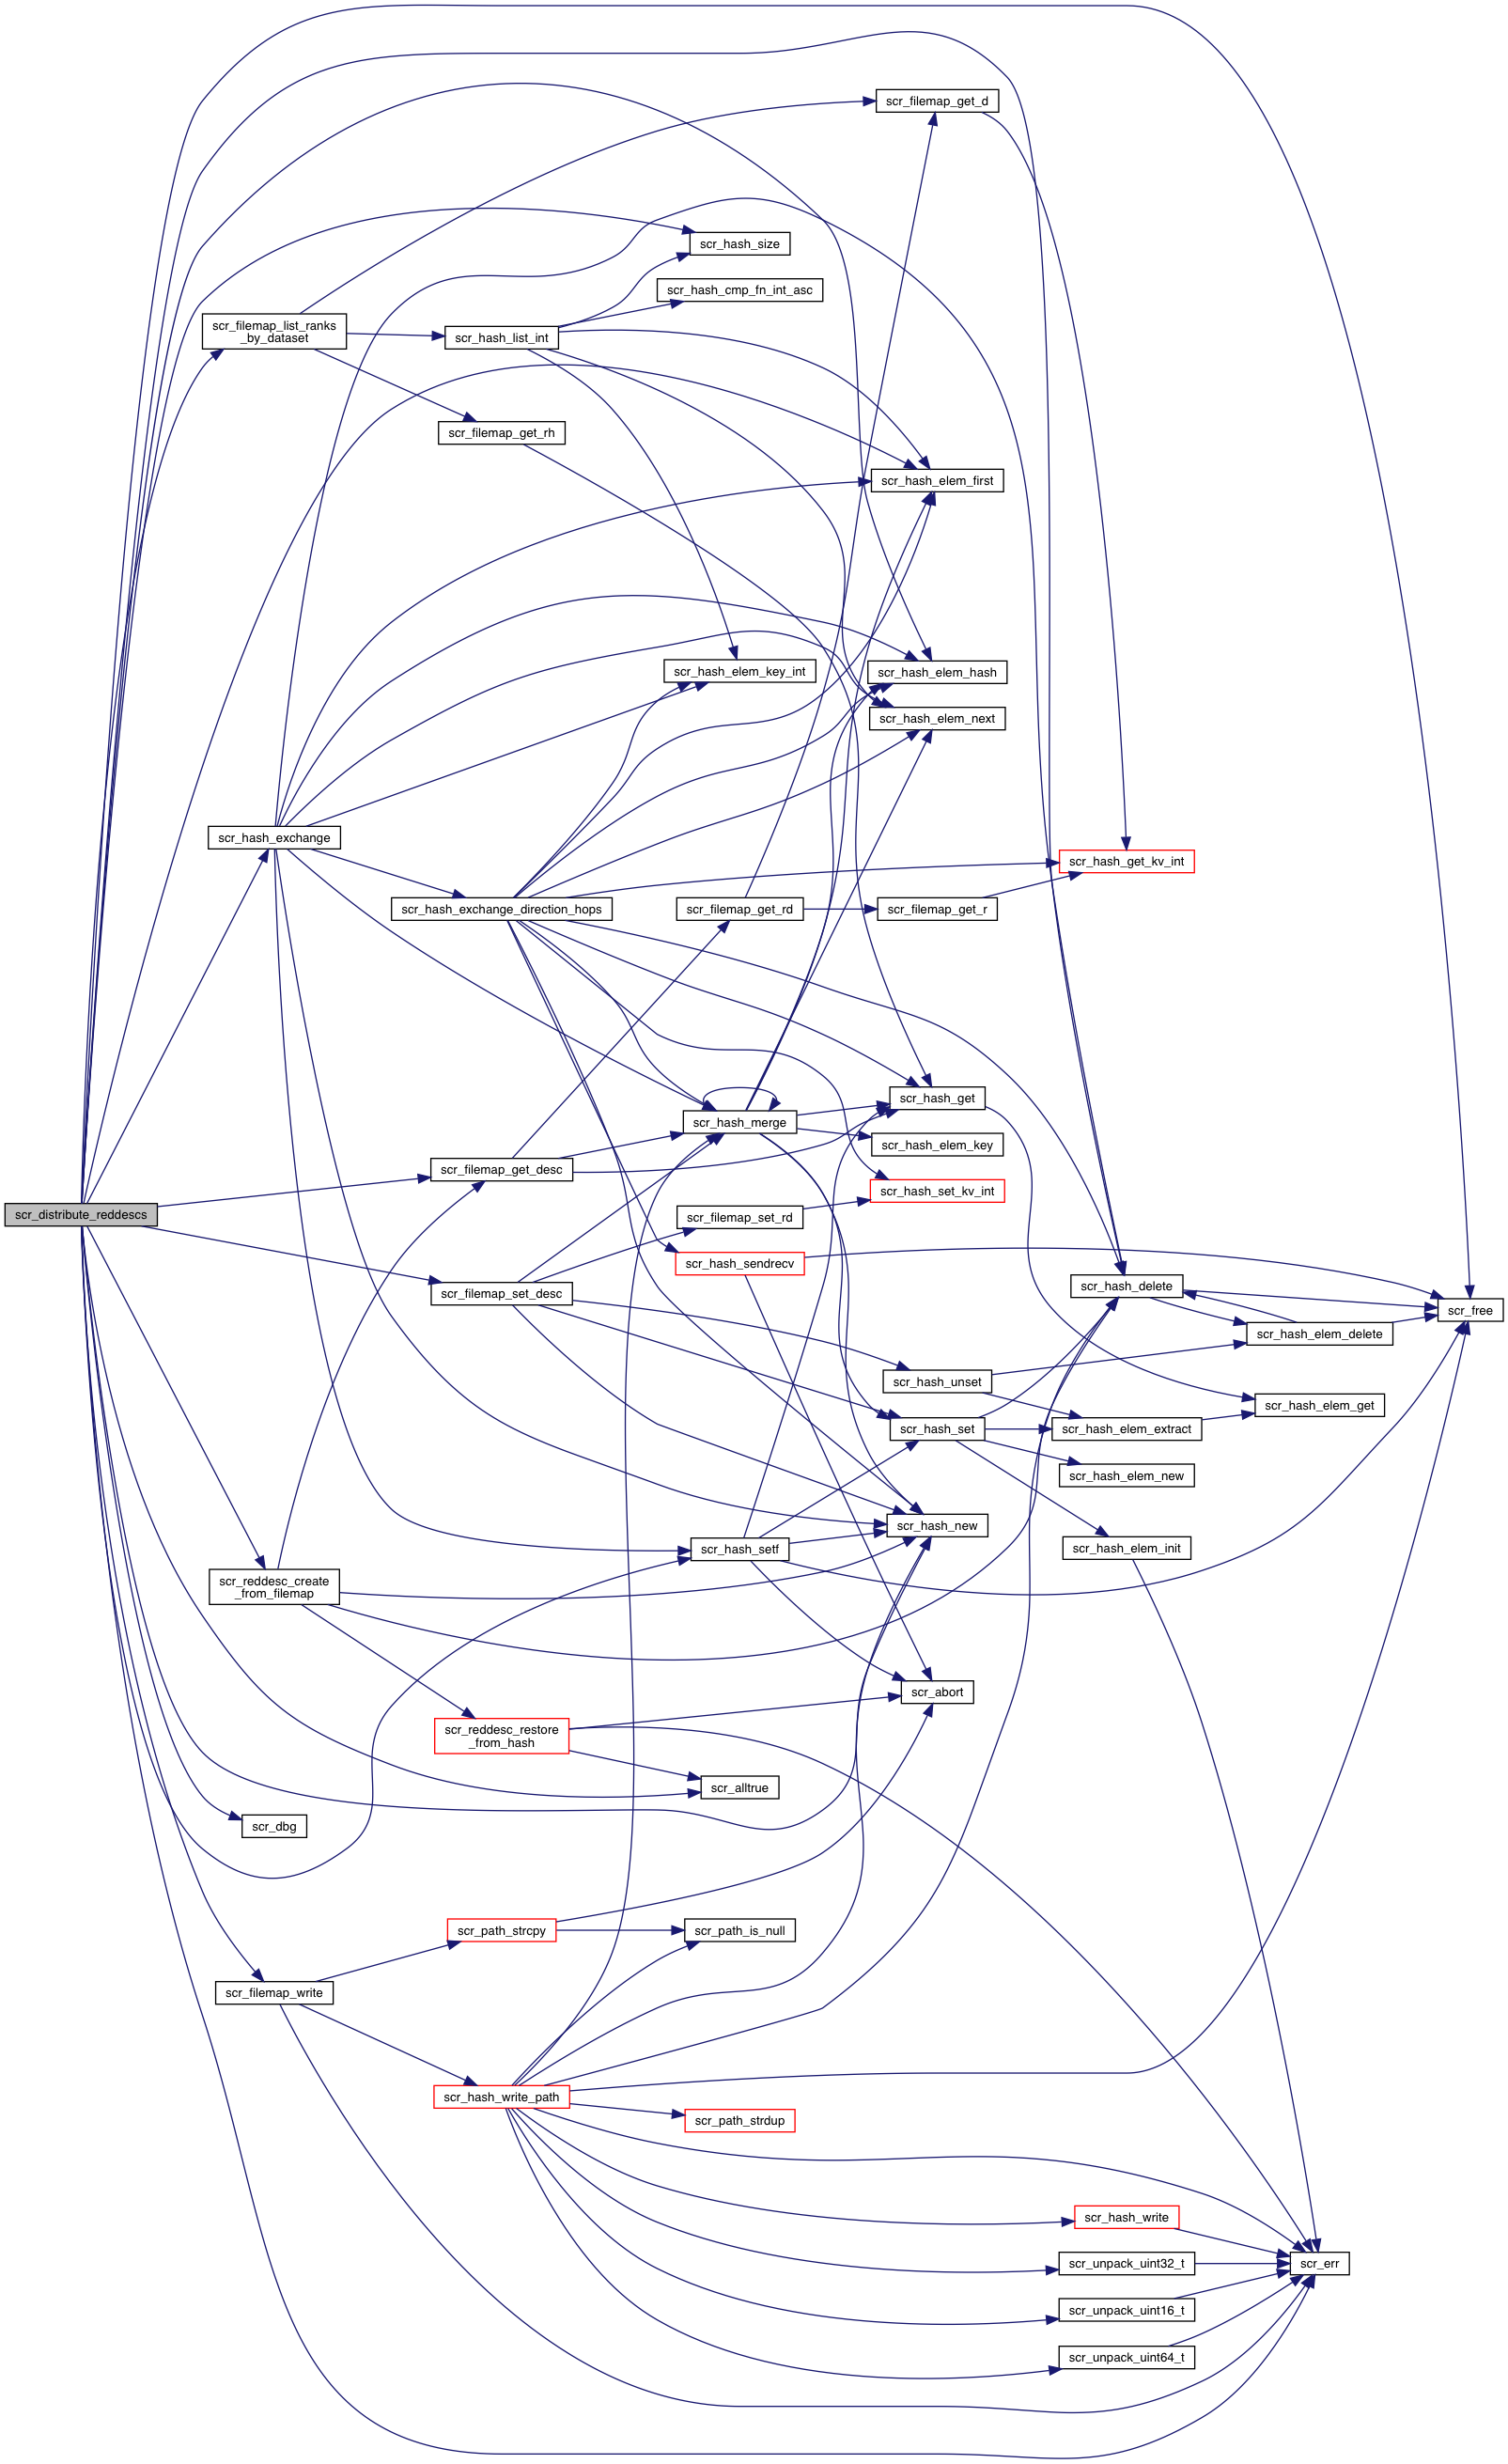 scr_filemap_get_d
scr_hash_size
scr_hash_cmp_fn_int_asc
scr_filemap_list_ranks
_by_dataset
scr_hash_list_int
scr_filemap_get_rh
scr_hash_elem_first
scr_hash_elem_key_int
scr_hash_elem_hash
scr_hash_elem_next
scr_hash_exchange
scr_hash_get_kv_int
scr_hash_exchange_direction_hops
scr_filemap_get_rd
scr_filemap_get_r
scr_hash_get
scr_hash_merge
scr_hash_elem_key
scr_filemap_get_desc
scr_hash_set_kv_int
scr_distribute_reddescs
scr_filemap_set_rd
scr_hash_sendrecv
scr_hash_delete
scr_filemap_set_desc
scr_free
scr_hash_elem_delete
scr_hash_unset
scr_hash_elem_get
scr_hash_set
scr_hash_elem_extract
scr_hash_elem_new
scr_hash_new
scr_hash_setf
scr_hash_elem_init
scr_reddesc_create
_from_filemap
scr_abort
scr_reddesc_restore
_from_hash
scr_alltrue
scr_dbg
scr_path_strcpy
scr_path_is_null
scr_filemap_write
scr_hash_write_path
scr_path_strdup
scr_hash_write
scr_unpack_uint32_t
scr_err
scr_unpack_uint16_t
scr_unpack_uint64_t